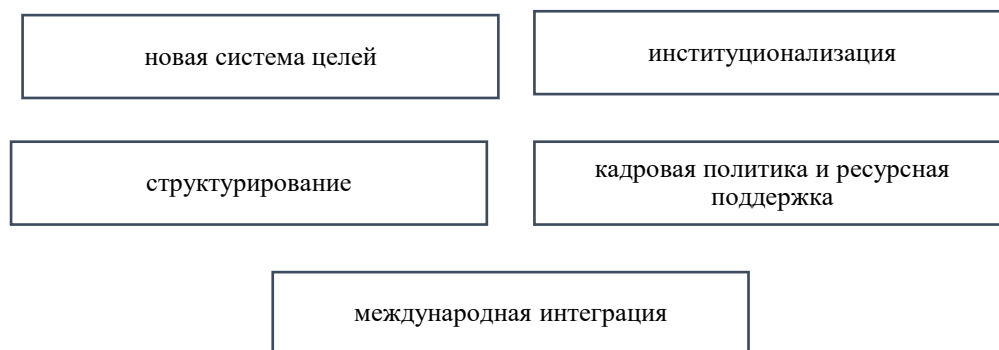 новая система целей
институционализация
структурирование
кадровая политика и ресурсная
поддержка
международная интеграция